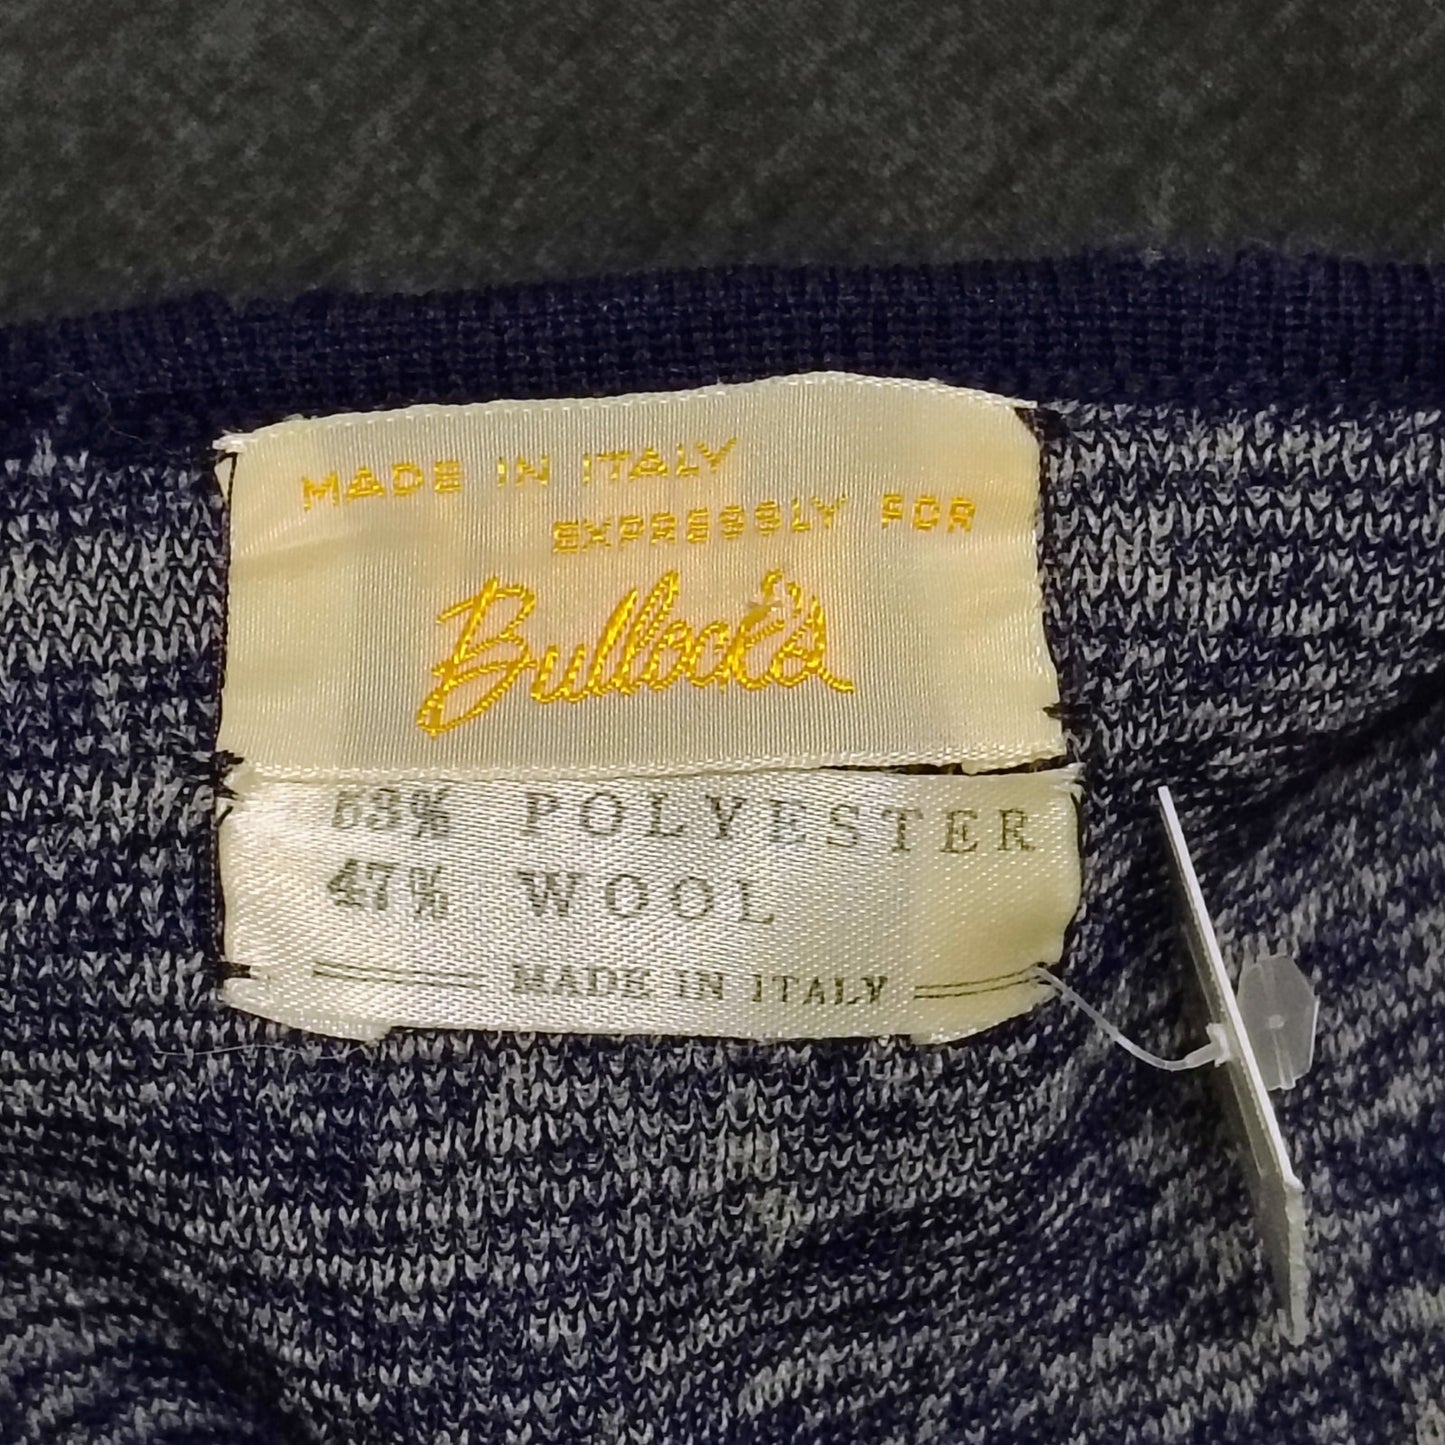 MADE IN ITALY
EXPRESSLY FOR
Bullock's
53% POLYESTER
47% WOOL
MADE IN ITALY